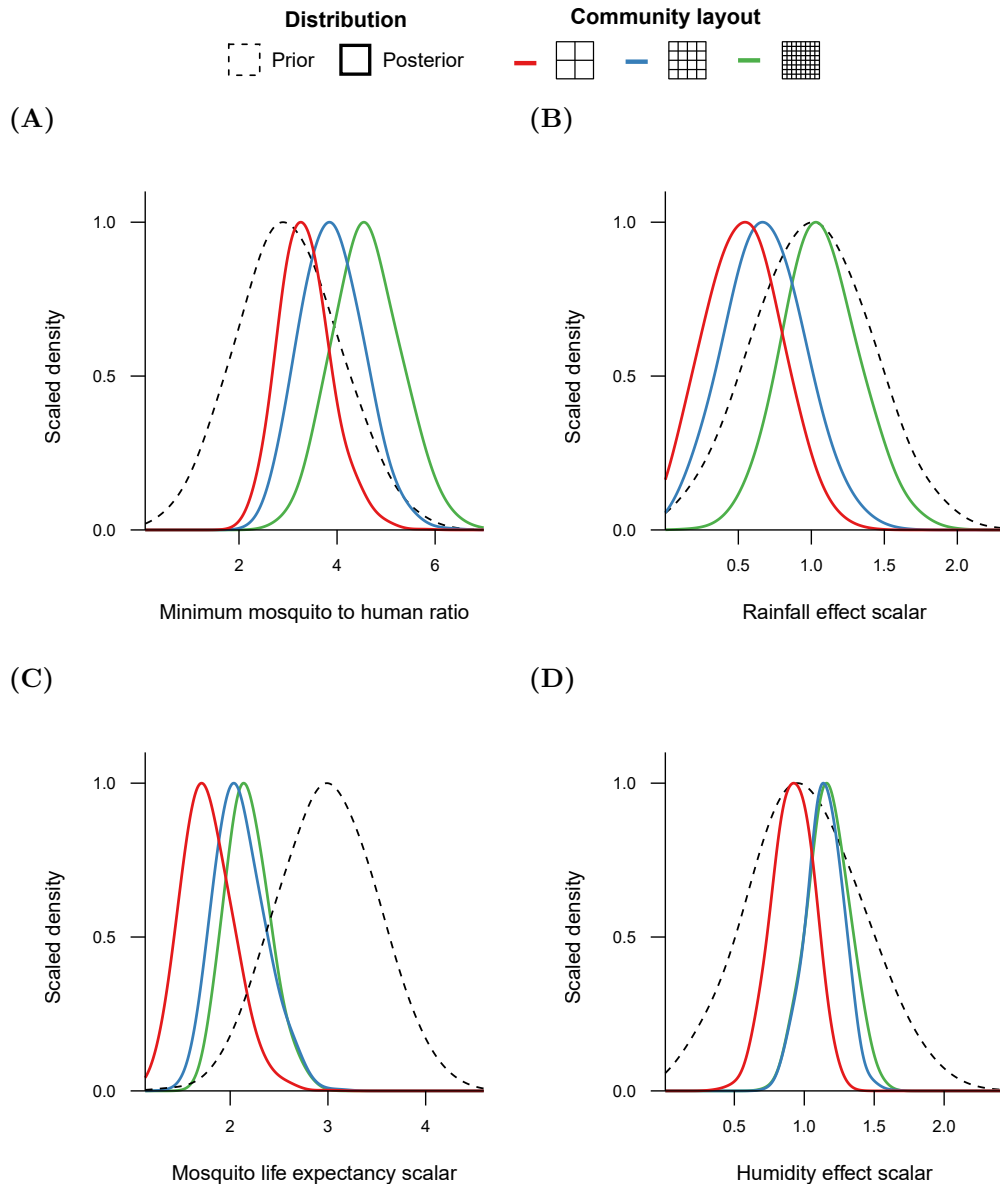 Distribution
Community layout
Prior
Posterior
(A)
(B)
Scaled density
1.0
0.5
0.0
2
4
6
Minimum mosquito to human ratio
Scaled density
1.0
0.5
0.0
0.5
1.0
1.5
2.0
Rainfall effect scalar
(C)
(D)
Scaled density
1.0
0.5
0.0
2
3
4
Mosquito life expectancy scalar
Scaled density
1.0
0.5
0.0
0.5
1.0
1.5
2.0
Humidity effect scalar